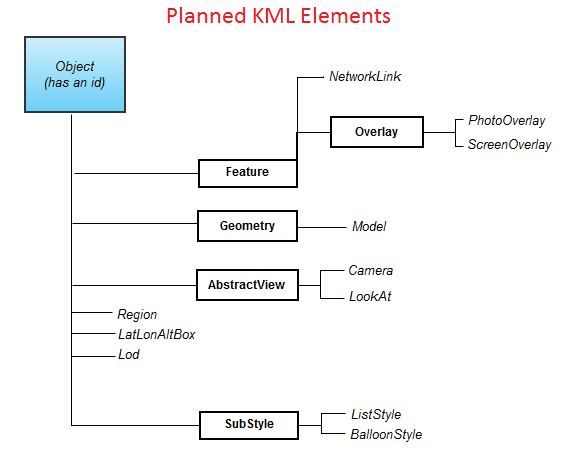 Planned KML Elements
Object
(has an id)
NetworkLink
Overlay
PhotoOverlay
ScreenOverlay
Feature
Geometry
Model
AbstractView
Camera
LookAt
Region
LatLonAltBox
Lod
SubStyle
ListStyle
BalloonStyle